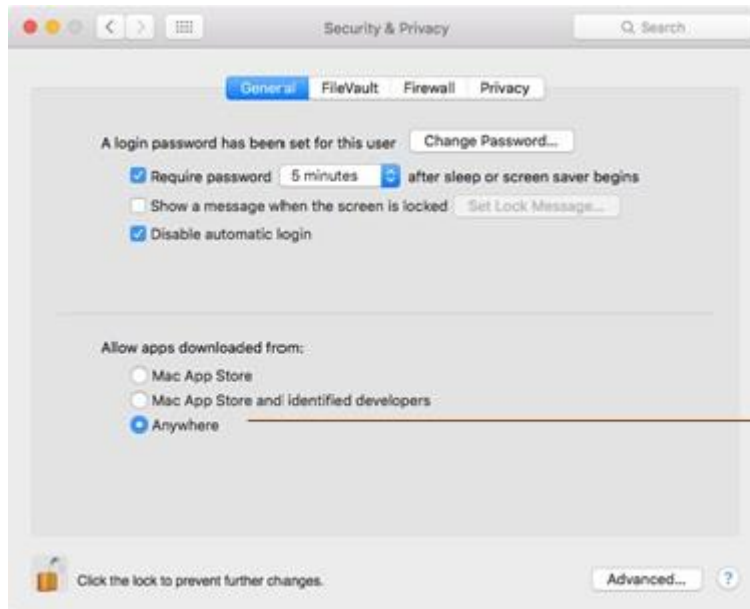 Security & Privacy
Search
General FileVault Firewall Privacy
A login password has been set for this user Change Password...
Require password 5 minutes after sleep or screen saver begins
Show a message when the screen is locked Set Lock Message...
Disable automatic login
Allow apps downloaded from:
Mac App Store
Mac App Store and identified developers
Anywhere
Click the lock to prevent further changes.
Advanced... ?